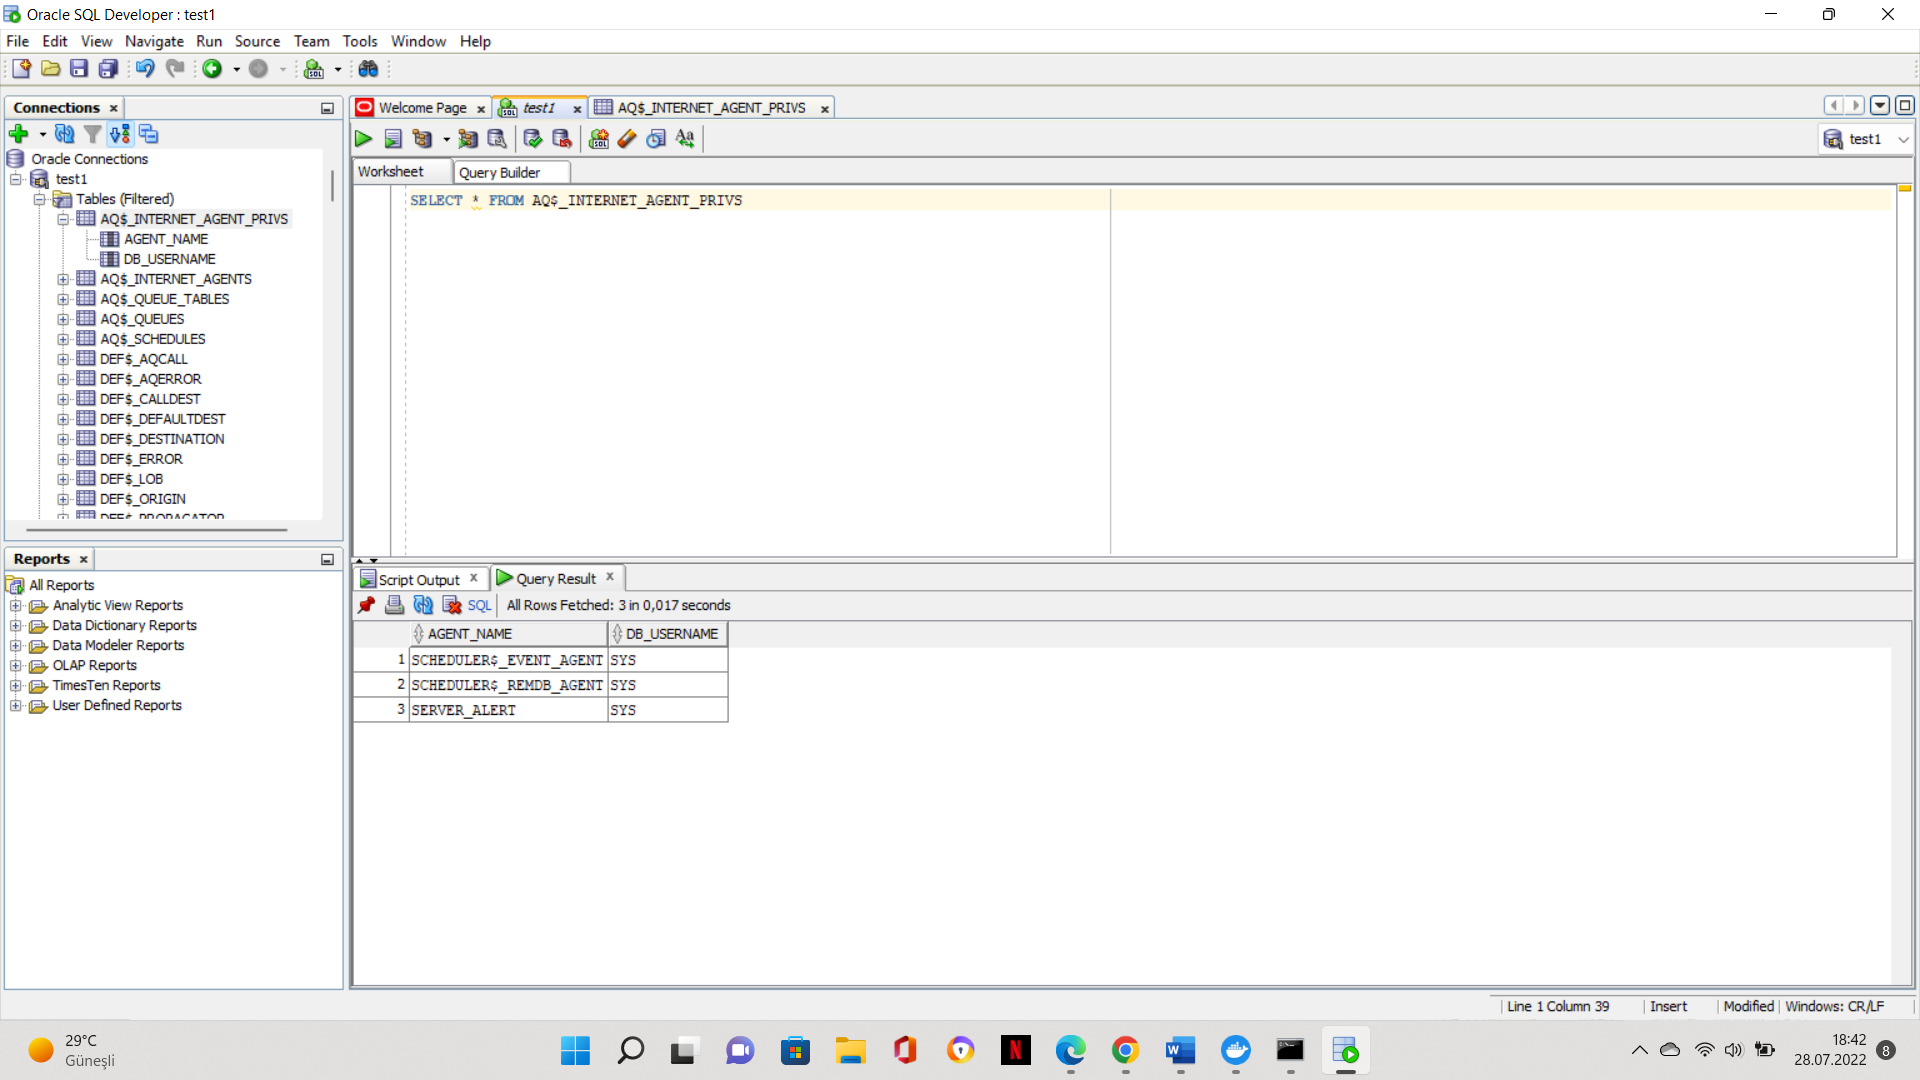 Oracle SQL Developer : test1
File Edit View Navigate Run Source Team Tools Window Help
Connections
Oracle Connections
test1
Tables (Filtered)
AQ$_INTERNET_AGENT_PRIVS
AGENT_NAME
DB_USERNAME
AQ$_INTERNET_AGENTS
AQ$_QUEUE_TABLES
AQ$_QUEUES
AQ$_SCHEDULES
DEF$_AQCALL
DEF$_AQERROR
DEF$_CALLDEST
DEF$_DEFAULTDEST
DEF$_DESTINATION
DEF$_ERROR
DEF$_LOB
DEF$_ORIGIN
DEF$_PROPAGATOR
Reports
All Reports
Analytic View Reports
Data Dictionary Reports
Data Modeler Reports
OLAP Reports
TimesTen Reports
User Defined Reports
Welcome Page test1 AQ$_INTERNET_AGENT_PRIVS
test1
Worksheet Query Builder
SELECT * FROM AQ$_INTERNET_AGENT_PRIVS
Script Output Query Result
SQL All Rows Fetched: 3 in 0,017 seconds
AGENT_NAME DB_USERNAME
1 SCHEDULER$_EVENT_AGENT SYS
2 SCHEDULER$_REMDB_AGENT SYS
3 SERVER_ALERT SYS
Line 1 Column 39 Insert Modified Windows: CR/LF
29°C
Güneşli
18:42
28.07.2022 8